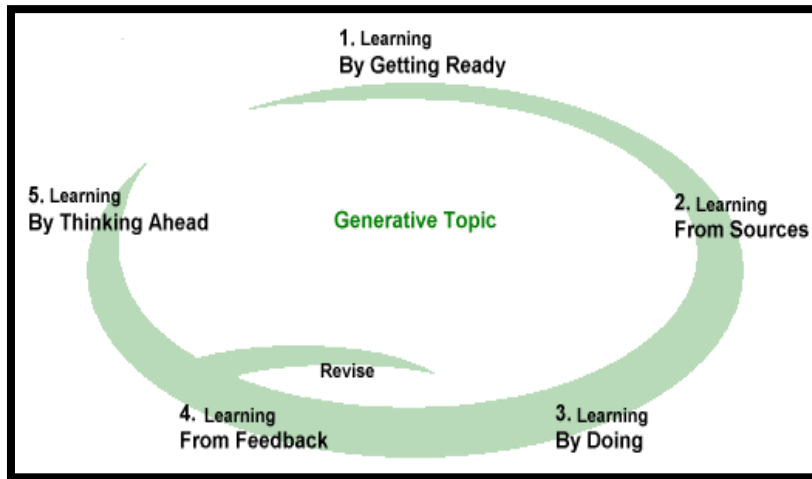 1. Learning
By Getting Ready
2. Learning
From Sources
3. Learning
By Doing
4. Learning
From Feedback
5. Learning
By Thinking Ahead
Generative Topic
Revise